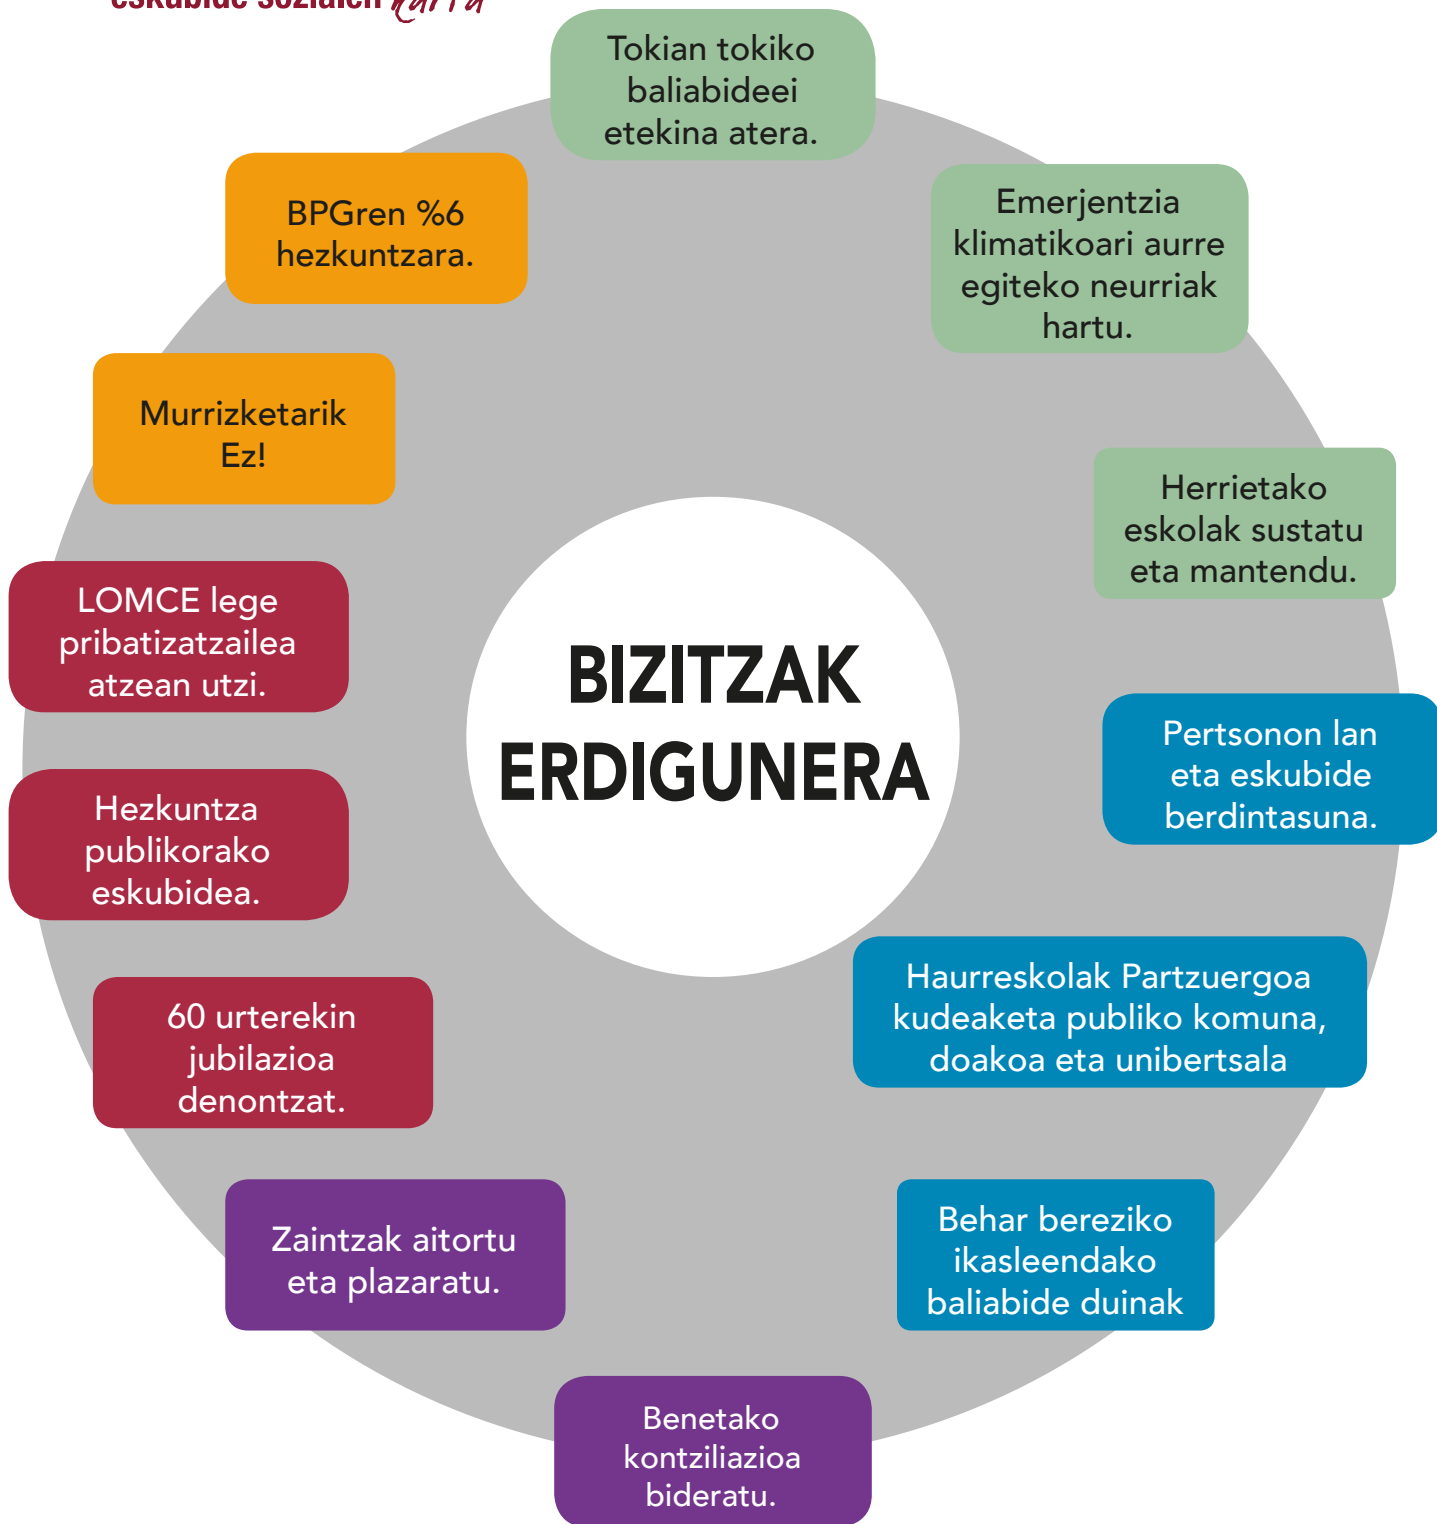 eskubide sozialen karta
Tokian tokiko
baliabideei
etekina atera.
Emerjentzia
klimatikoari aurre
egiteko neurriak
hartu.
Herrietako
eskolak sustatu
eta mantendu.
Pertsonon lan
eta eskubide
berdintasuna.
Haurreskolak Partzuergoa
kudeaketa publiko komuna,
doakoa eta unibertsala
Behar bereziko
ikasleendako
baliabide duinak
Benetako
kontziliazioa
bideratu.
Zaintzak aitortu
eta plazaratu.
60 urterekin
jubilazioa
denontzat.
Hezkuntza
publikorako
eskubidea.
LOMCE lege
pribatizatzailea
atzean utzi.
Murrizketarik
Ez!
BPGren %6
hezkuntzara.
BIZITZAK
ERDIGUNERA